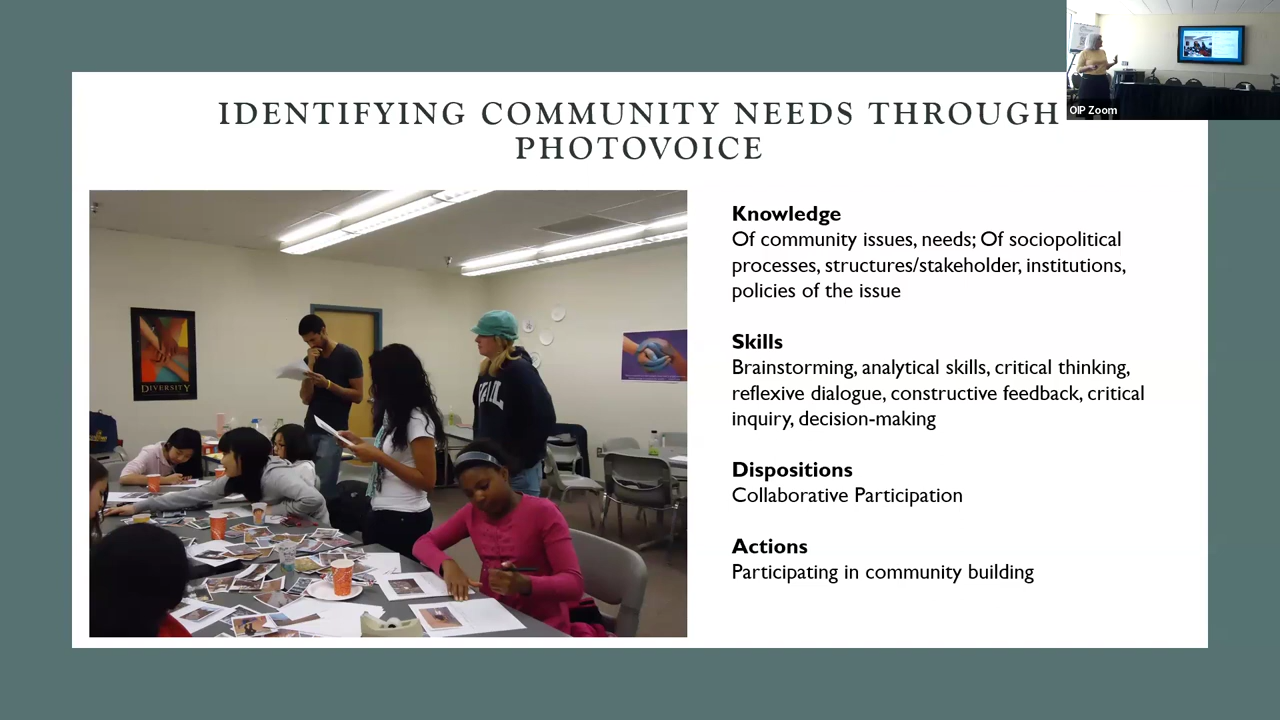 IDENTIFYING COMMUNITY NEEDS THROUGH
PHOTOVOICE
OIP Zoom
DIVERSITY
Knowledge
Of community issues, needs; Of sociopolitical
processes, structures/stakeholder, institutions,
policies of the issue
Skills
Brainstorming, analytical skills, critical thinking,
reflexive dialogue, constructive feedback, critical
inquiry, decision-making
Dispositions
Collaborative Participation
Actions
Participating in community building